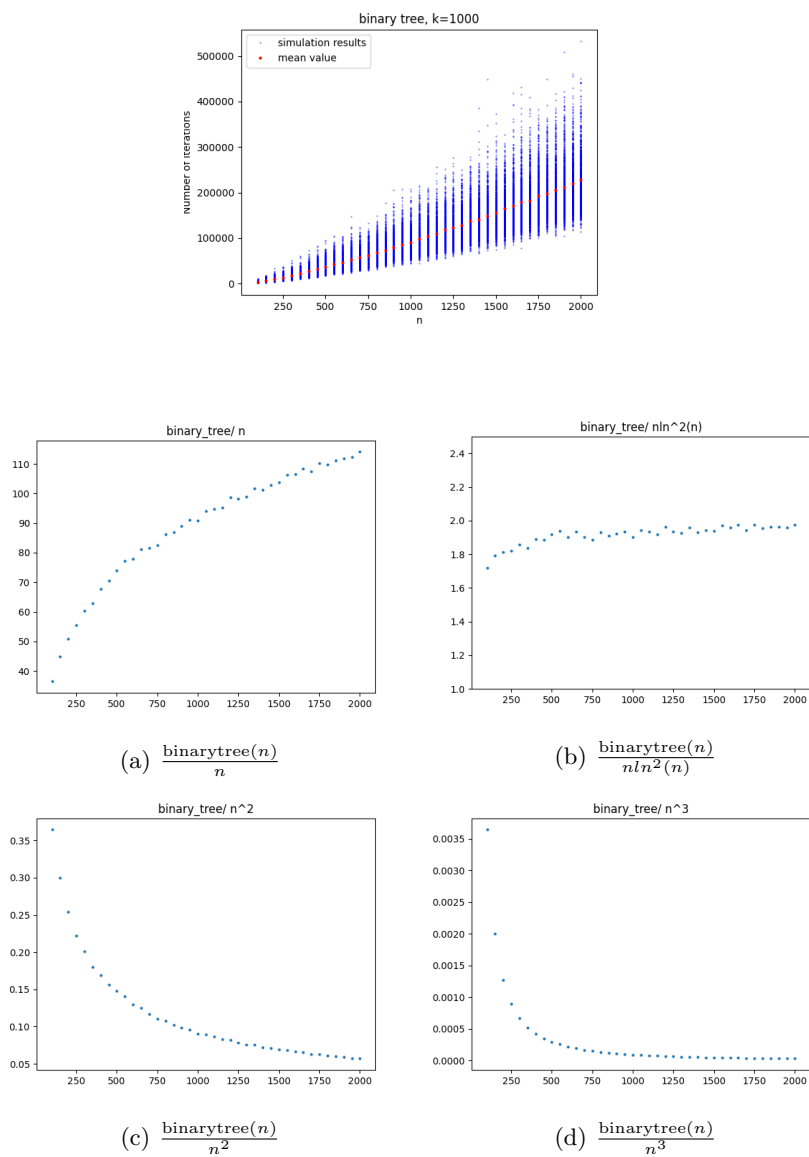 binary tree, k=1000
simulation results
mean value
Number of iterations
500000
400000
300000
200000
100000
0
250 500 750 1000 1250 1500 1750 2000
n
binary_tree/ n
110
100
90
80
70
60
50
40
250 500 750 1000 1250 1500 1750 2000
(a) binarytree(n)/n
binary_tree/ nln^2(n)
2.4
2.2
2.0
1.8
1.6
1.4
1.2
1.0
250 500 750 1000 1250 1500 1750 2000
(b) binarytree(n)/nln²(n)
binary_tree/ n^2
0.35
0.30
0.25
0.20
0.15
0.10
0.05
250 500 750 1000 1250 1500 1750 2000
(c) binarytree(n)/n²
binary_tree/ n^3
0.0035
0.0030
0.0025
0.0020
0.0015
0.0010
0.0005
0.0000
250 500 750 1000 1250 1500 1750 2000
(d) binarytree(n)/n³